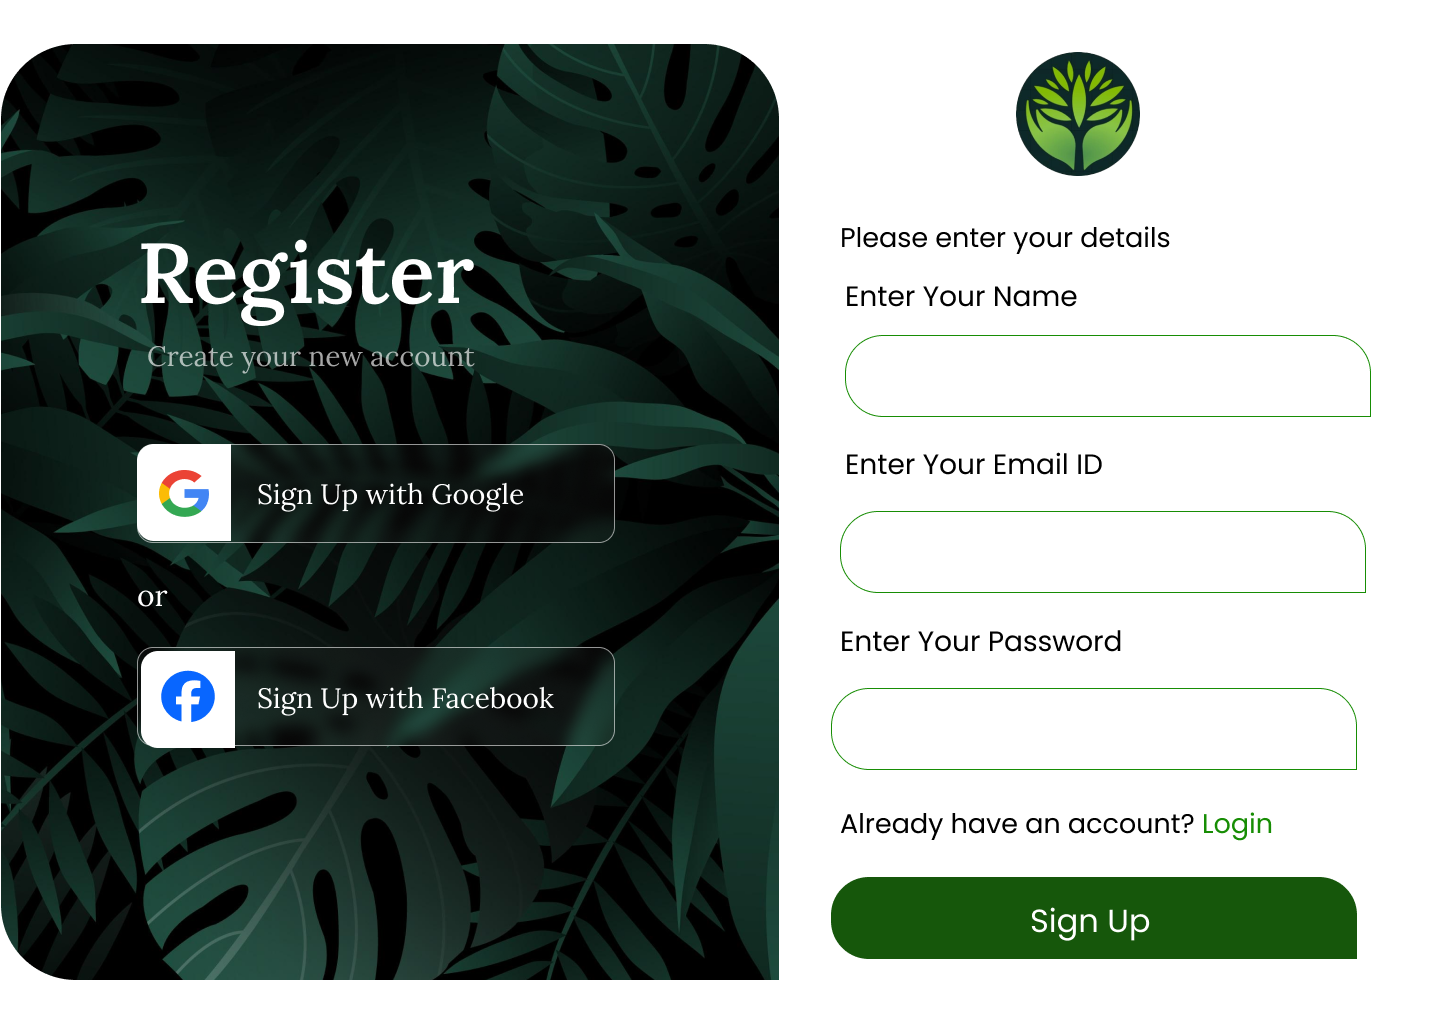 Register
Create your new account
Sign Up with Google
or
Sign Up with Facebook
Please enter your details
Enter Your Name
Enter Your Email ID
Enter Your Password
Already have an account? Login
Sign Up